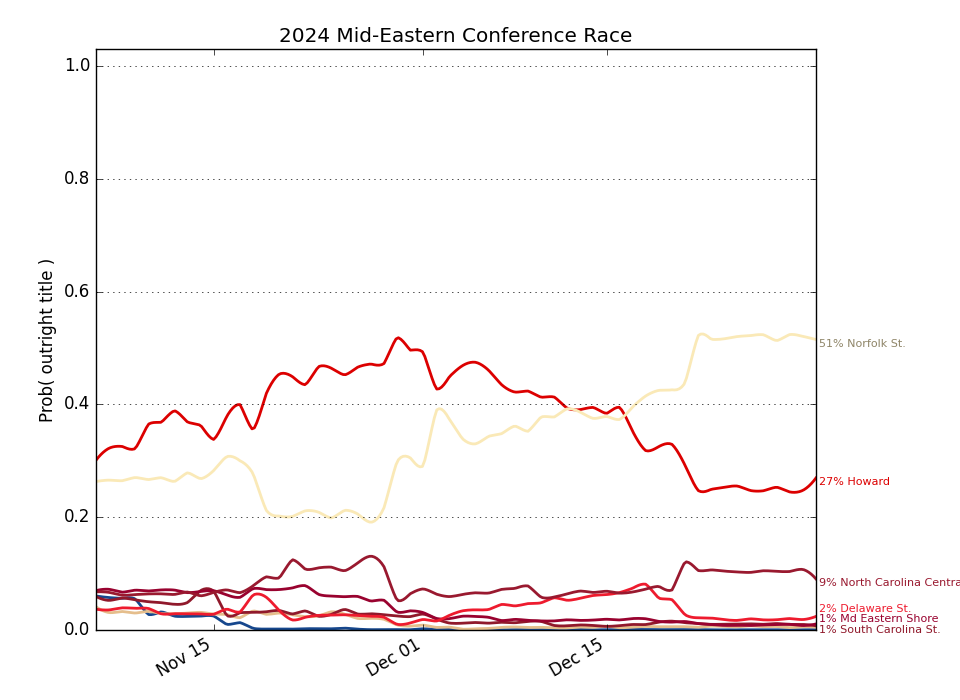 2024 Mid-Eastern Conference Race
1.0
0.8
0.6
0.4
0.2
0.0
Prob( outright title )
Nov 15
Dec 01
Dec 15
51% Norfolk St.
27% Howard
9% North Carolina Centra
2% Delaware St.
1% Md Eastern Shore
1% South Carolina St.